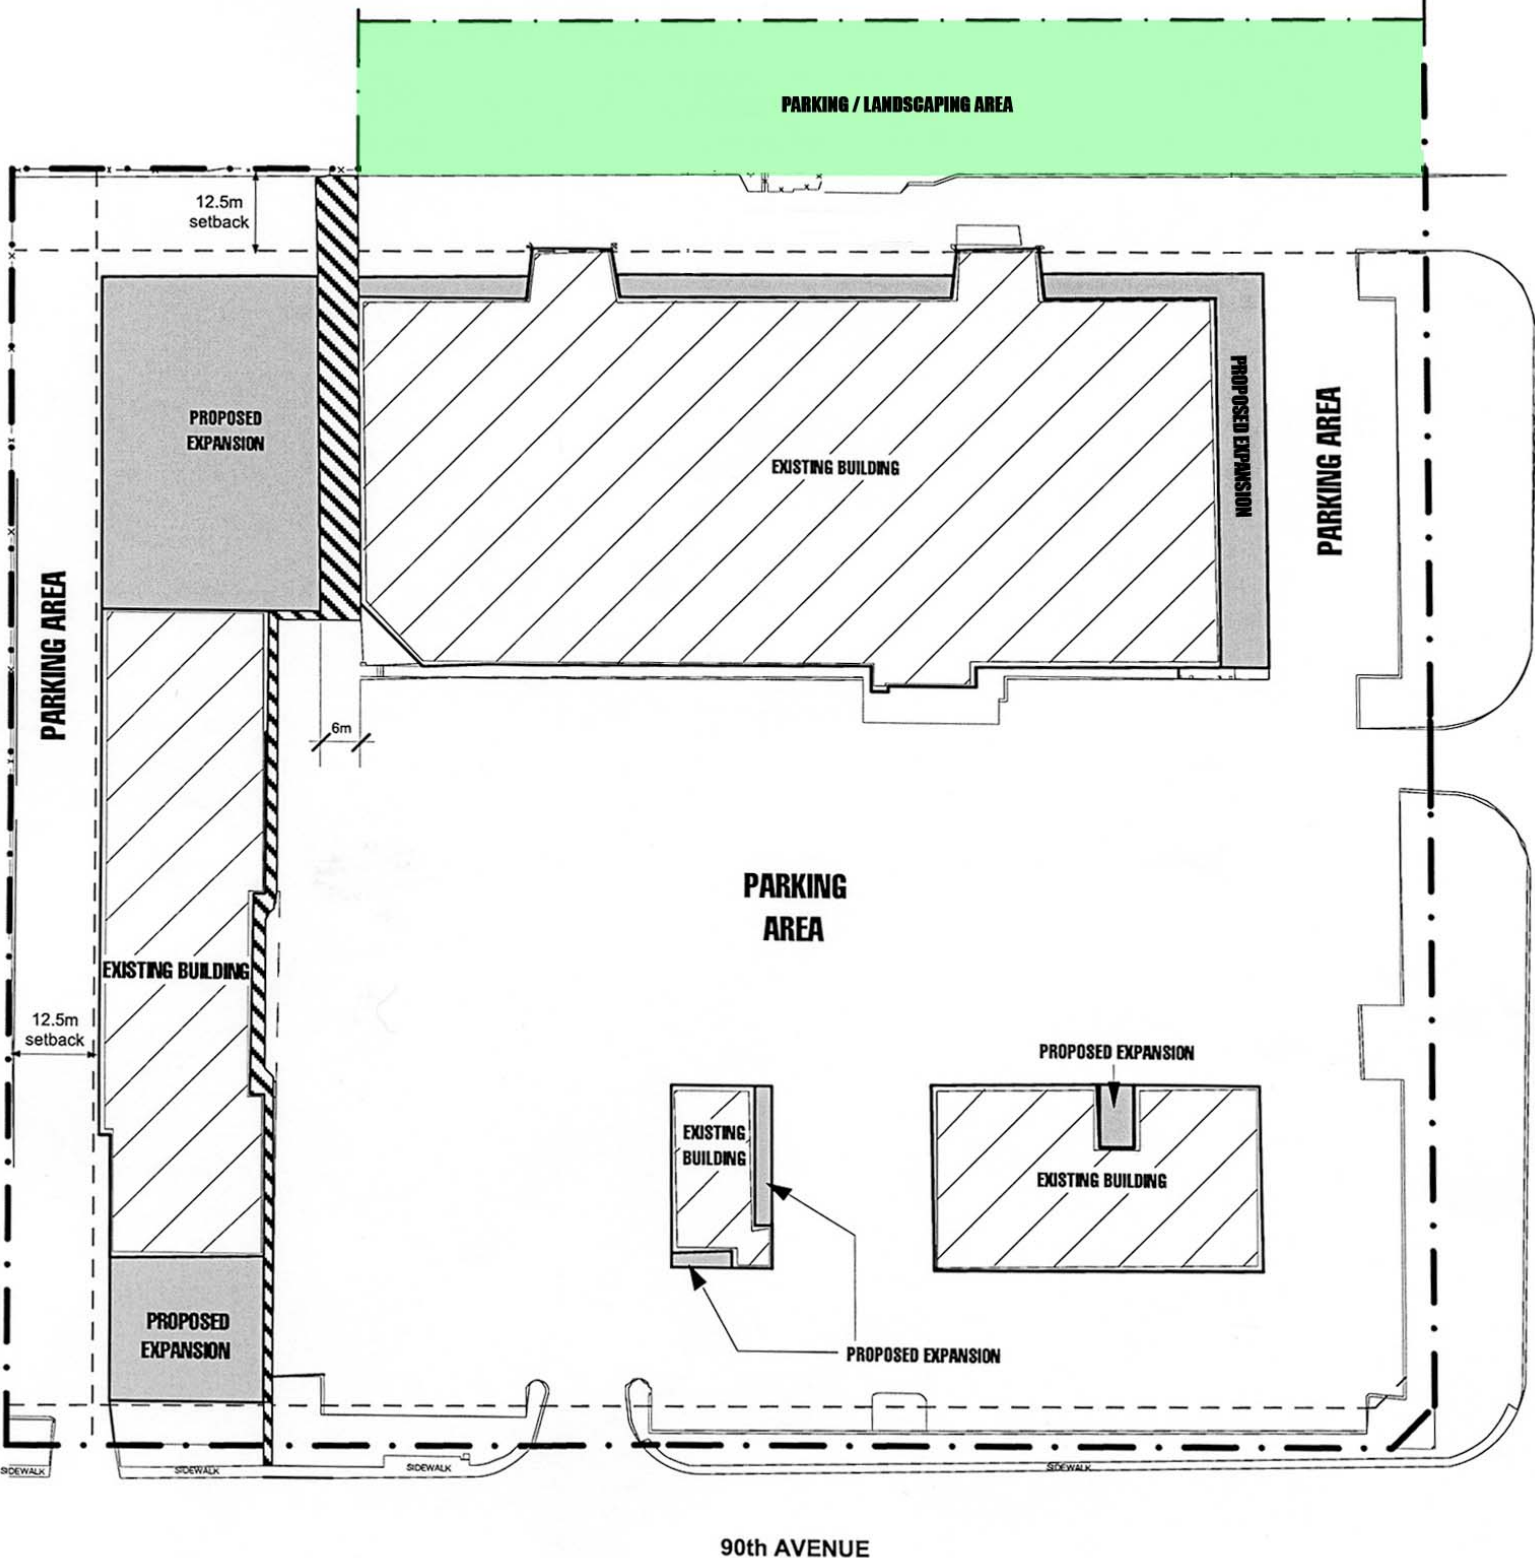 PARKING / LANDSCAPING AREA
12.5m
setback
PROPOSED
EXPANSION
EXISTING BUILDING
PROPOSED EXPANSION
PARKING AREA
PARKING AREA
6m
PARKING
AREA
EXISTING BUILDING
12.5m
setback
PROPOSED EXPANSION
EXISTING
BUILDING
EXISTING BUILDING
PROPOSED
EXPANSION
PROPOSED EXPANSION
SIDEWALK
SIDEWALK
SIDEWALK
SIDEWALK
90th AVENUE